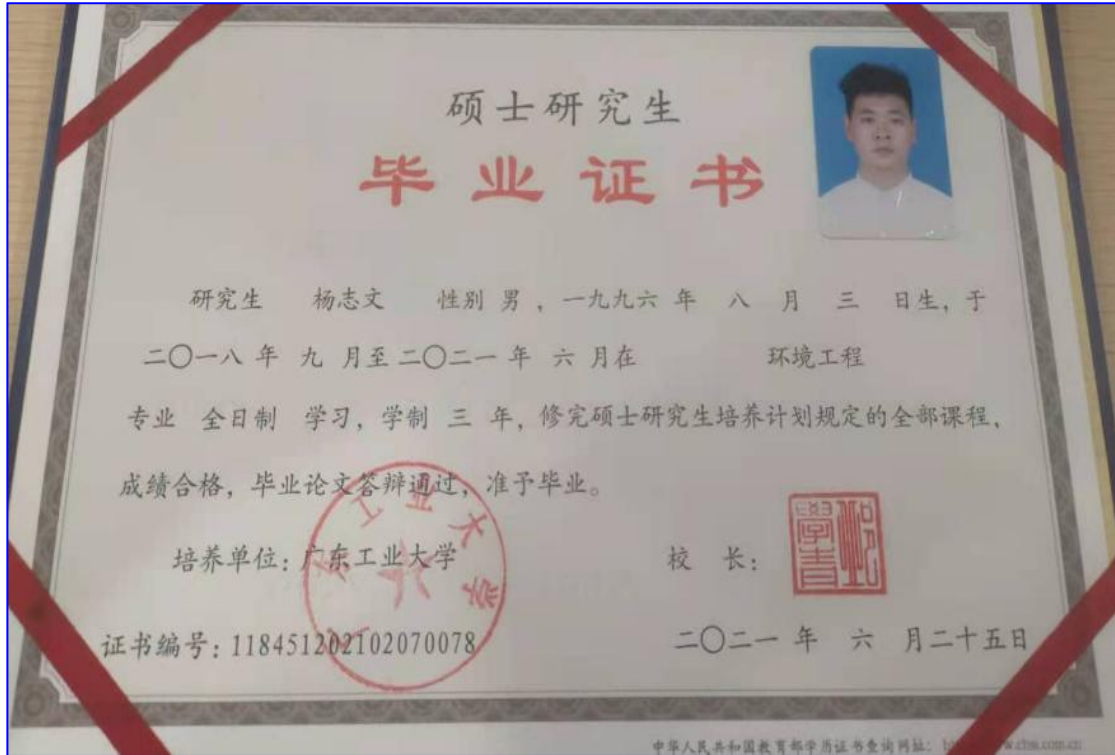 硕士研究生
毕业证书
研究生 杨志文 性别 男，一九九六 年 八 月 三 日生，于
二〇一八 年 九 月至二〇二一 年 六 月在 环境工程
专业 全日制 学习，学制 三 年，修完硕士研究生培养计划规定的全部课程，
成绩合格，毕业论文答辩通过，准予毕业。
培养单位：广东工业大学
广东工业大学
校 长：
证书编号：118451202102070078
二〇二一 年 六 月二十五日
中华人民共和国教育部学历证书查询网址：